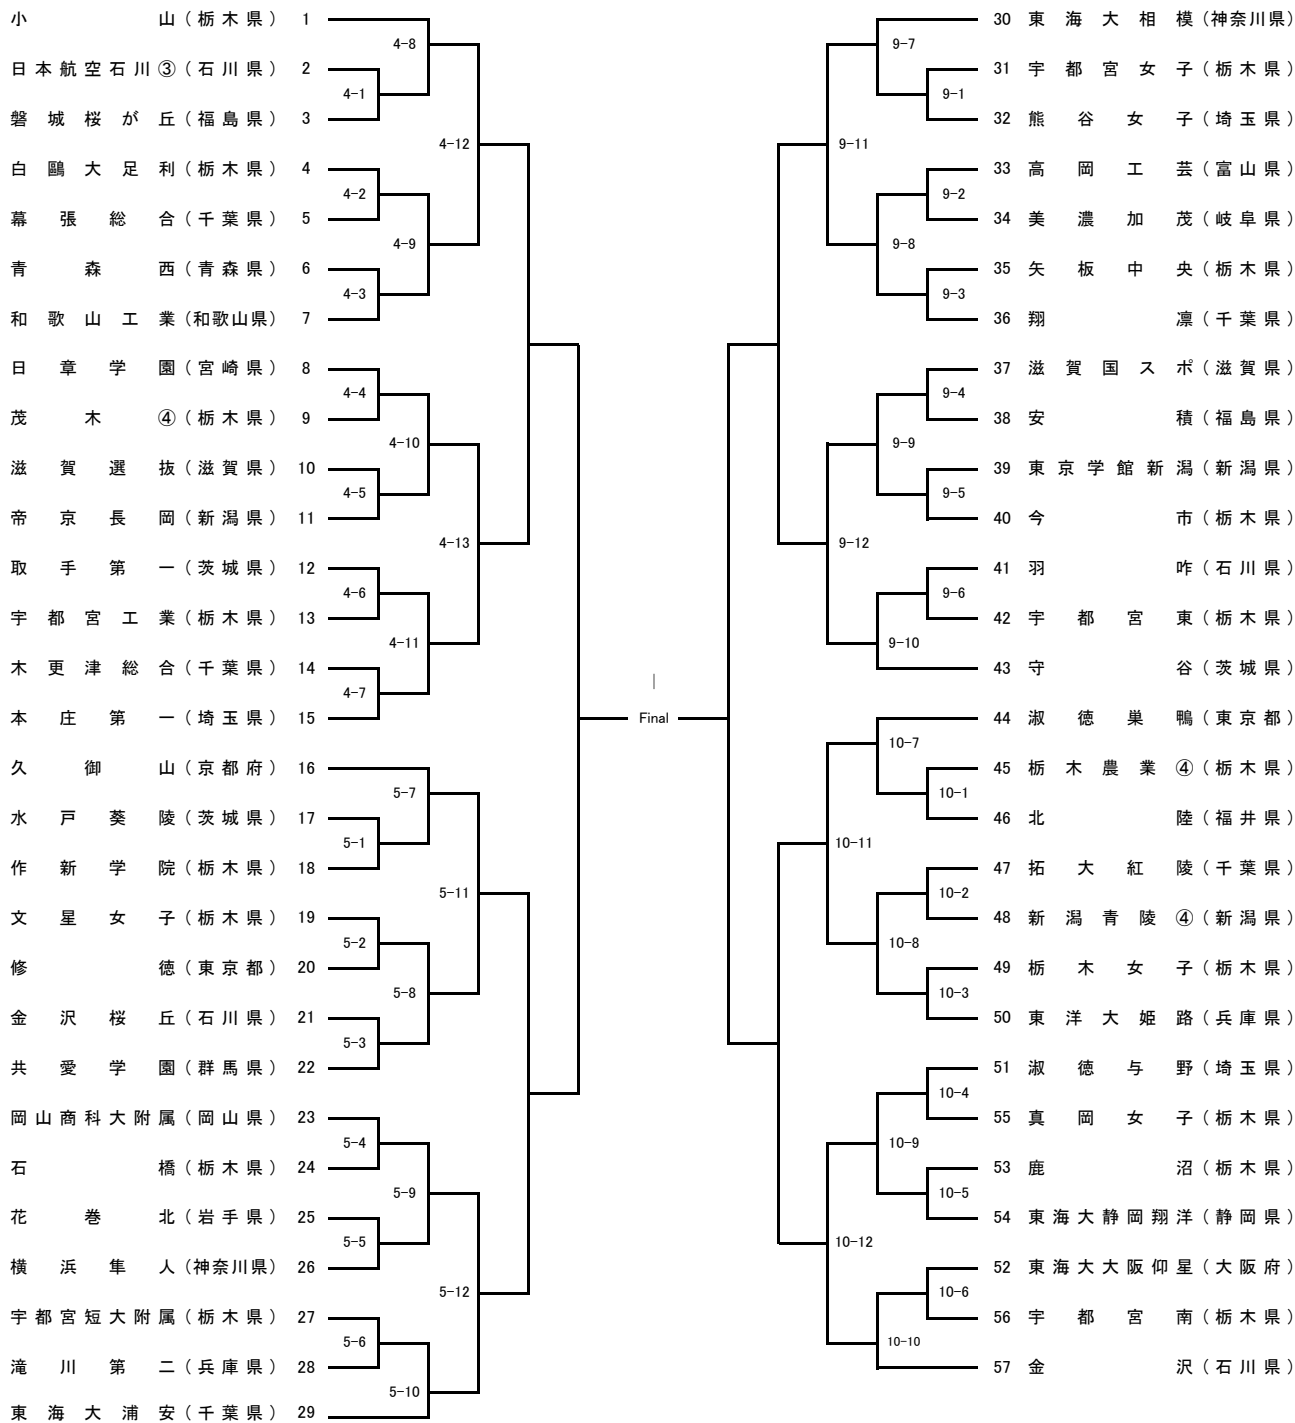 小山（栃木県） 1
日本航空石川③（石川県） 2
磐城桜が丘（福島県） 3
白鷗大足利（栃木県） 4
幕張総合（千葉県） 5
青森西（青森県） 6
和歌山工業（和歌山県） 7
日章学園（宮崎県） 8
茂木④（栃木県） 9
滋賀選抜（滋賀県） 10
帝京長岡（新潟県） 11
取手第一（茨城県） 12
宇都宮工業（栃木県） 13
木更津総合（千葉県） 14
本庄第一（埼玉県） 15
久御山（京都府） 16
水戸葵陵（茨城県） 17
作新学院（栃木県） 18
文星女子（栃木県） 19
修徳（東京都） 20
金沢桜丘（石川県） 21
共愛学園（群馬県） 22
岡山商科大附属（岡山県） 23
石橋（栃木県） 24
花巻北（岩手県） 25
横浜隼人（神奈川県） 26
宇都宮短大附属（栃木県） 27
滝川第二（兵庫県） 28
東海大浦安（千葉県） 29
4-8
4-1
4-12
4-2
4-9
4-3
4-4
4-10
4-5
4-13
4-6
4-11
4-7
5-7
5-1
5-11
5-2
5-8
5-3
5-4
5-9
5-5
5-12
5-6
5-10
Final
9-7
9-1
9-11
9-2
9-8
9-3
9-4
9-9
9-5
9-12
9-6
9-10
10-7
10-1
10-11
10-2
10-8
10-3
10-4
10-9
10-5
10-12
10-6
10-10
30 東海大相模（神奈川県）
31 宇都宮女子（栃木県）
32 熊谷女子（埼玉県）
33 高岡工芸（富山県）
34 美濃加茂（岐阜県）
35 矢板中央（栃木県）
36 翔凛（千葉県）
37 滋賀国スポ（滋賀県）
38 安積（福島県）
39 東京学館新潟（新潟県）
40 今市（栃木県）
41 羽咋（石川県）
42 宇都宮東（栃木県）
43 守谷（茨城県）
44 淑徳巣鴨（東京都）
45 栃木農業④（栃木県）
46 北陸（福井県）
47 拓大紅陵（千葉県）
48 新潟青陵④（新潟県）
49 栃木女子（栃木県）
50 東洋大姫路（兵庫県）
51 淑徳与野（埼玉県）
55 真岡女子（栃木県）
53 鹿沼（栃木県）
54 東海大静岡翔洋（静岡県）
52 東海大大阪仰星（大阪府）
56 宇都宮南（栃木県）
57 金沢（石川県）